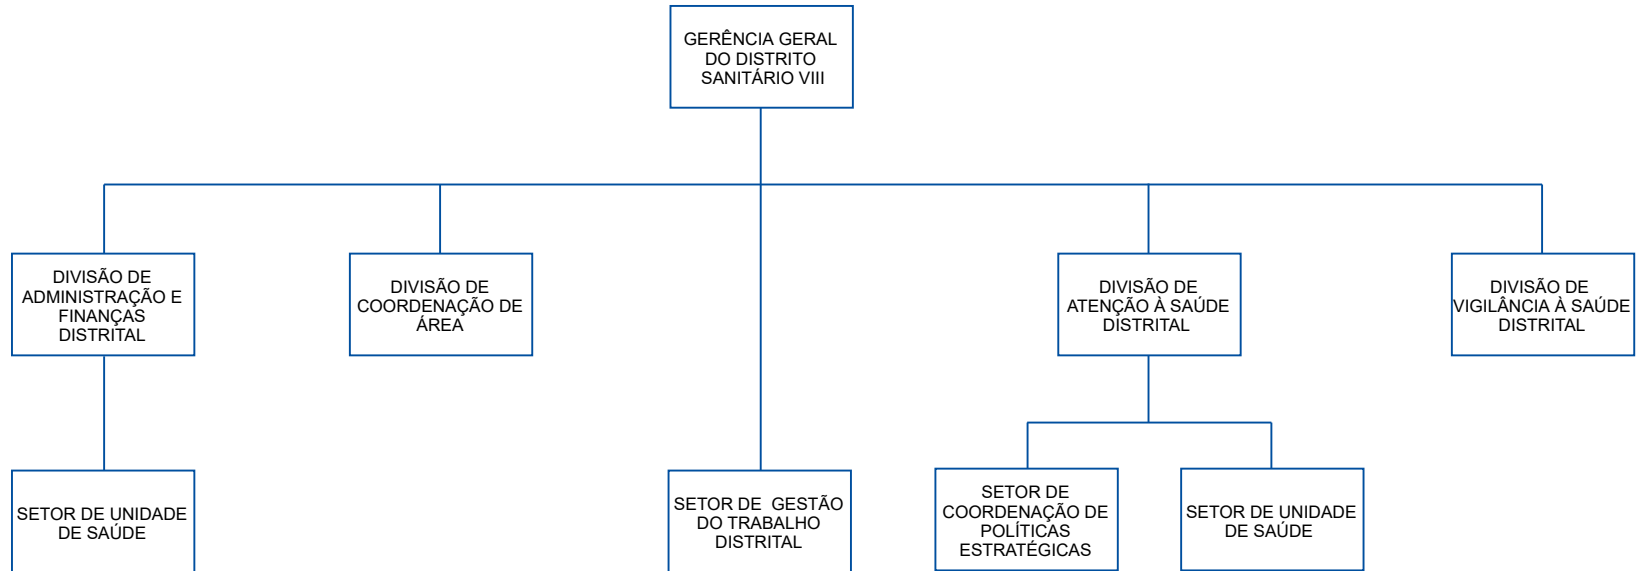 GERÊNCIA GERAL
DO DISTRITO
SANITÁRIO VIII
DIVISÃO DE
ADMINISTRAÇÃO E
FINANÇAS
DISTRITAL
DIVISÃO DE
COORDENAÇÃO DE
ÁREA
DIVISÃO DE
ATENÇÃO À SAÚDE
DISTRITAL
DIVISÃO DE
VIGILÂNCIA À SAÚDE
DISTRITAL
SETOR DE UNIDADE
DE SAÚDE
SETOR DE GESTÃO
DO TRABALHO
DISTRITAL
SETOR DE
COORDENAÇÃO DE
POLÍTICAS
ESTRATÉGICAS
SETOR DE UNIDADE
DE SAÚDE